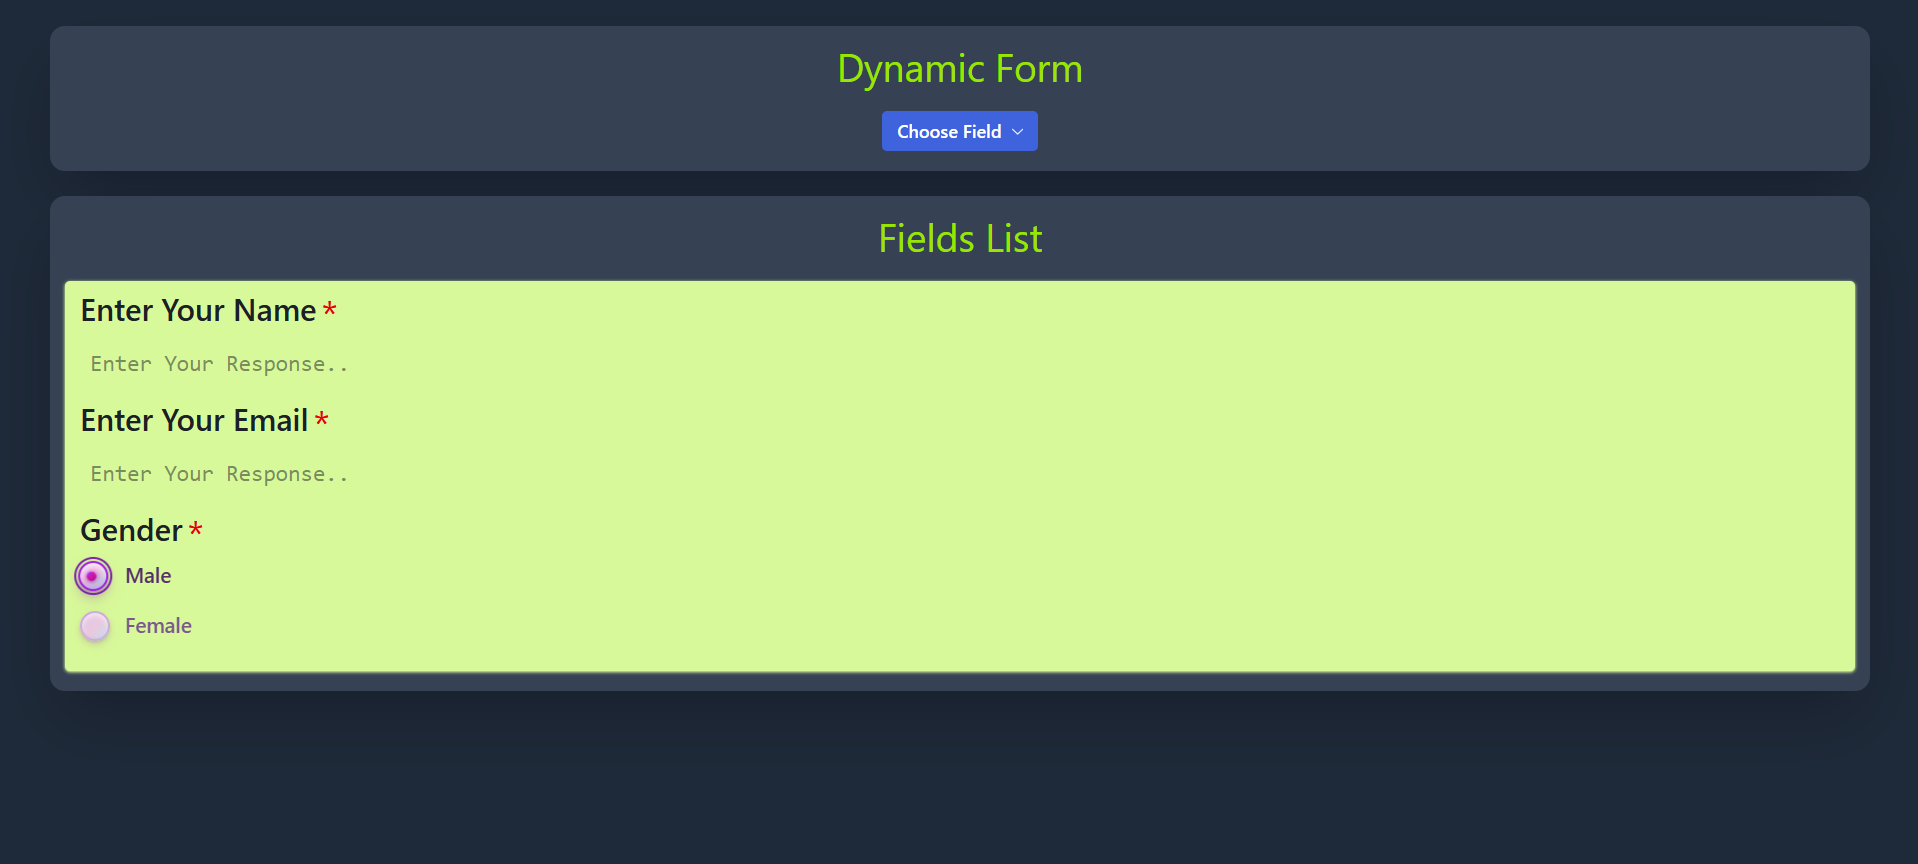 Dynamic Form
Choose Field
Fields List
Enter Your Name *
Enter Your Response..
Enter Your Email *
Enter Your Response..
Gender *
Male
Female